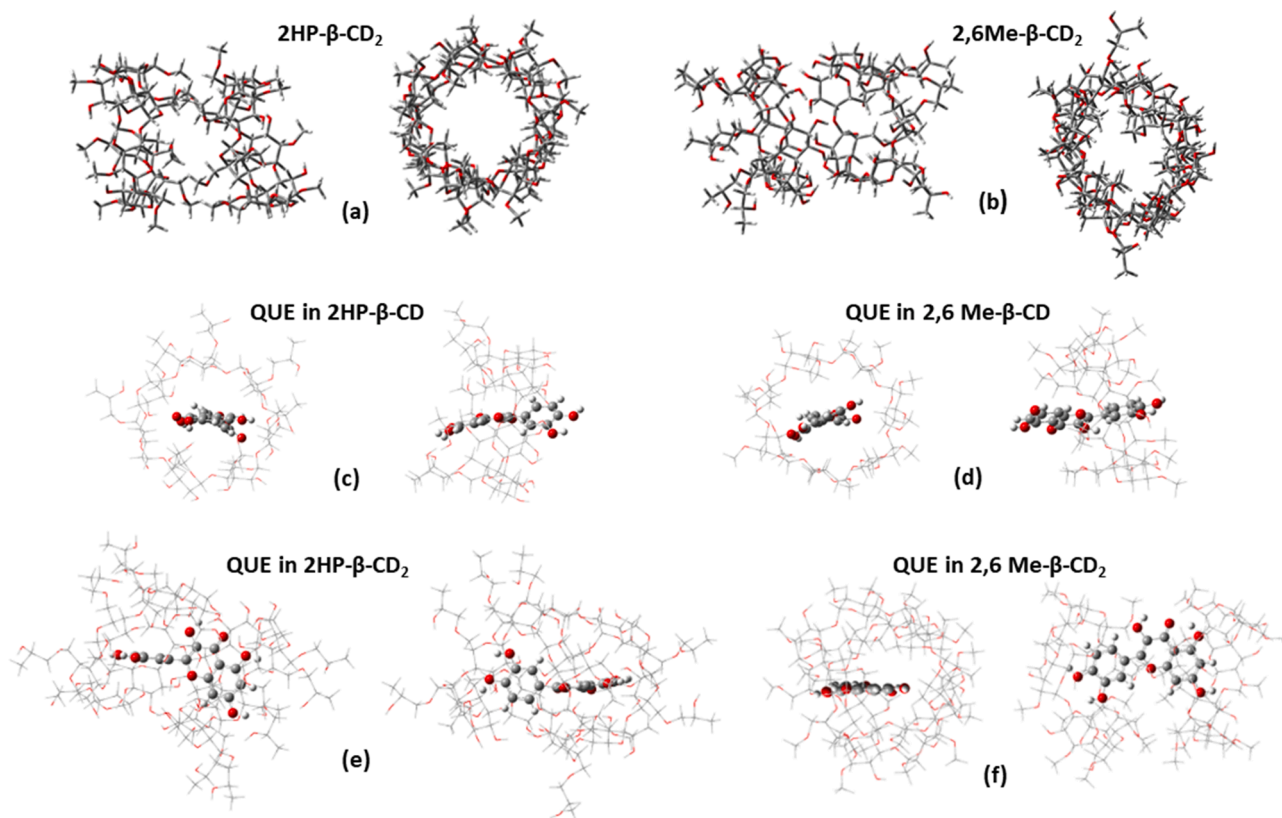 2HP-β-CD₂
2,6Me-β-CD₂
(a)
(b)
QUE in 2HP-β-CD
QUE in 2,6 Me-β-CD
(c)
(d)
QUE in 2HP-β-CD₂
QUE in 2,6 Me-β-CD₂
(e)
(f)